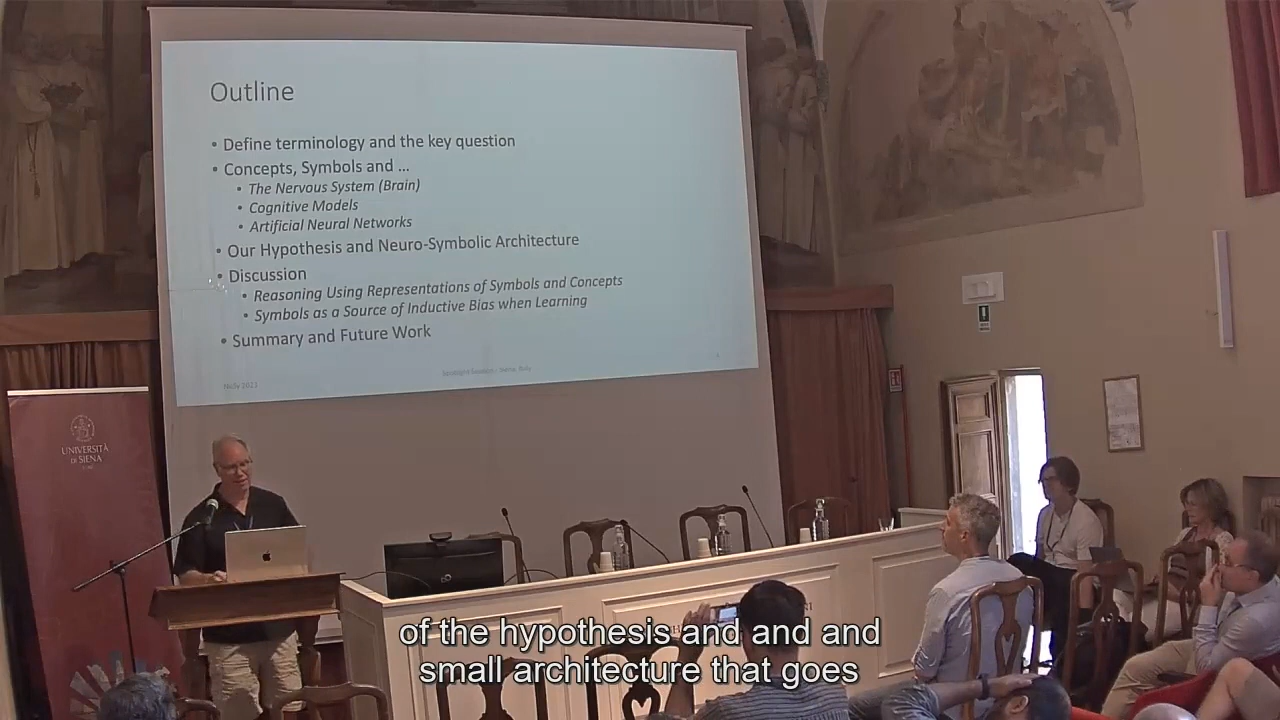 Outline
• Define terminology and the key question
• Concepts, Symbols and ...
• The Nervous System (Brain)
• Cognitive Models
• Artificial Neural Networks
• Our Hypothesis and Neuro-Symbolic Architecture
• Discussion
• Reasoning Using Representations of Symbols and Concepts
• Symbols as a Source of Inductive Bias when Learning
• Summary and Future Work
2023
Siena, Italy
UNIVERSITÀ
DI SIENA
of the hypothesis and and and
small architecture that goes